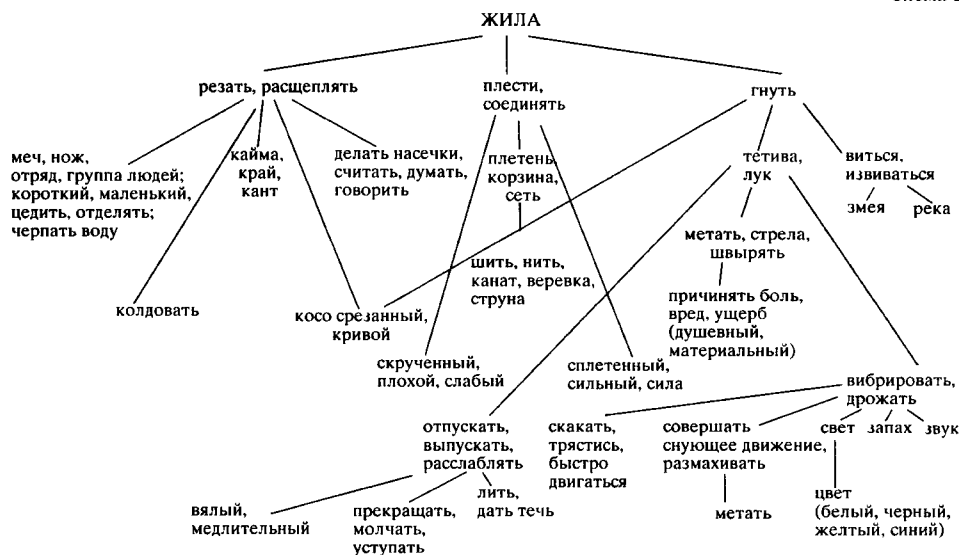 ЖИЛА
резать, расщеплять
плести,
соединять
гнуть
меч, нож,
отряд, группа людей;
короткий, маленький,
цедить, отделять;
черпать воду
кайма,
край,
кант
делать насечки,
считать, думать,
говорить
плетень,
корзина,
сеть
тетива,
лук
виться,
извиваться
змея
река
метать, стрела,
швырять
шить, нить,
канат, веревка,
струна
колдовать
косо срезанный,
кривой
причинять боль,
вред, ущерб
(душевный,
материальный)
скрученный,
плохой, слабый
сплетенный,
сильный, сила
вибрировать,
дрожать
отпускать,
выпускать,
расслаблять
скакать,
трястись,
быстро
двигаться
совершать
снующее движение,
размахивать
свет
запах
звук
вялый,
медлительный
прекращать,
молчать,
уступать
лить,
дать течь
метать
цвет
(белый, черный,
желтый, синий)